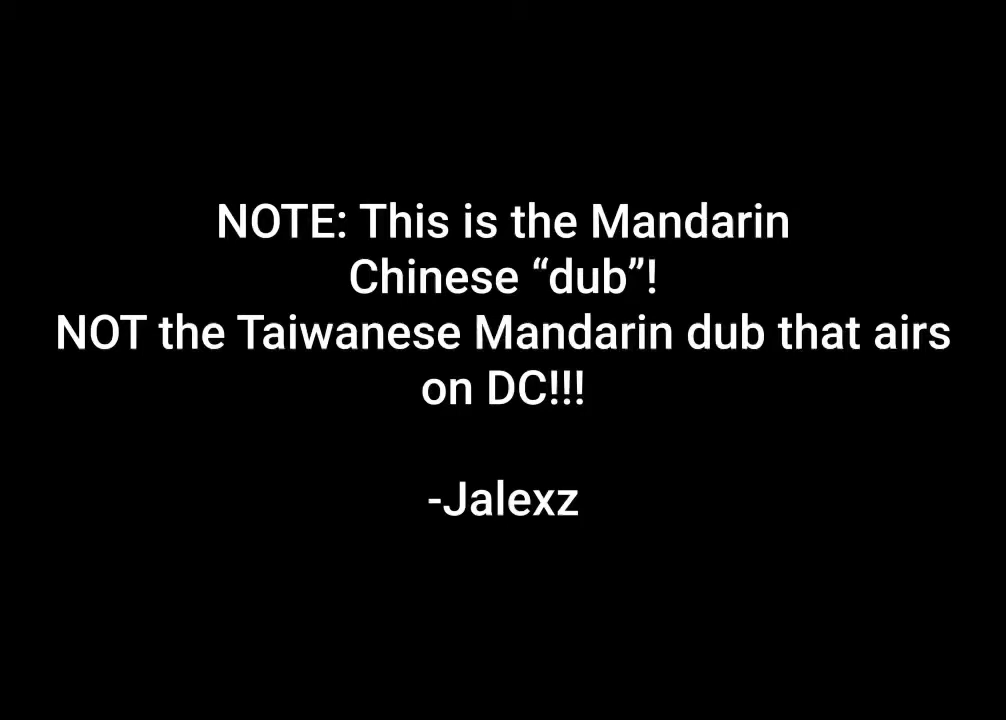 NOTE: This is the Mandarin
Chinese “dub”!
NOT the Taiwanese Mandarin dub that airs
on DC!!!
-Jalexz